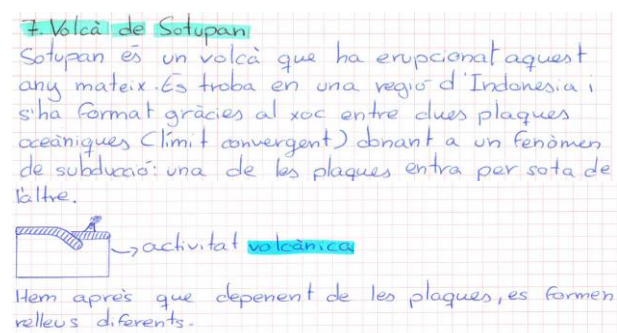 7. Volcà de Sotupan
Sotupan és un volcà que ha erupcionat aquest
any mateix. Es troba en una regió d'Indonesia i
s'ha format gràcies al xoc entre dues plaques
oceàniques (límit convergent) donant a un fenòmen
de subducció: una de les plaques entra per sota de
l'altre.
→ activitat volcànica
Hem après que depenent de les plaques, es formen
relleus diferents.